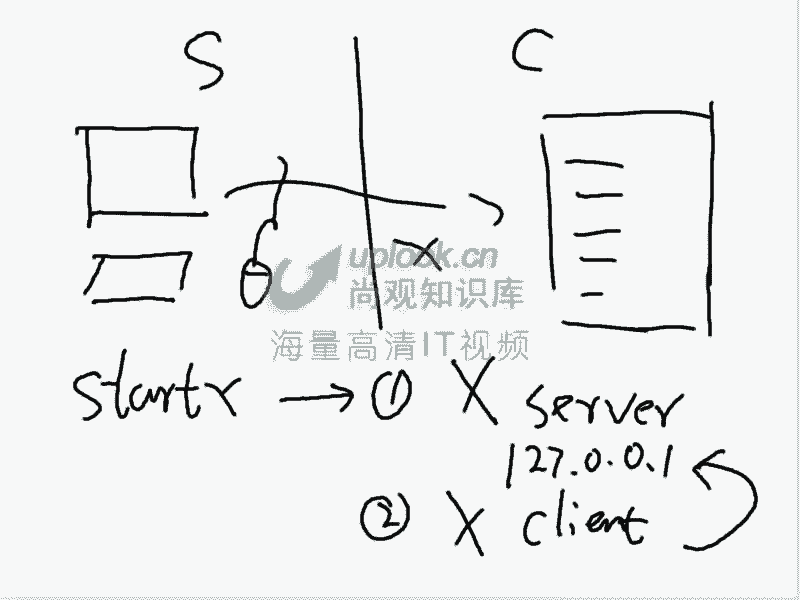 S C
X
uplook.cn
尚观知识库
海量高清IT视频
startx → ① X server
127.0.0.1
② X client